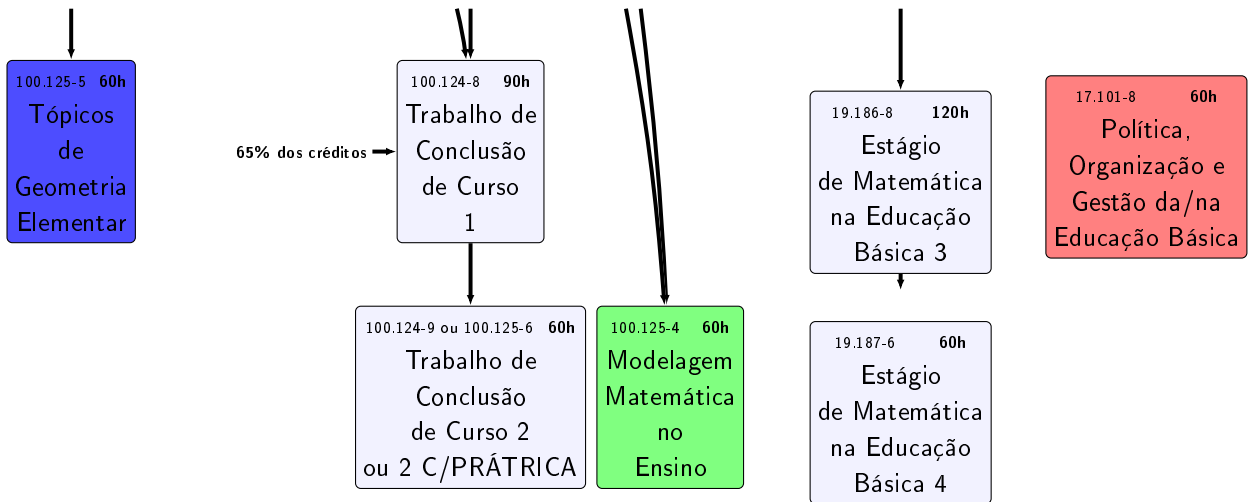 100.125-5 60h
Tópicos
de
Geometria
Elementar
100.124-8 90h
Trabalho de
Conclusão
de Curso
1
65% dos créditos
19.186-8 120h
Estágio
de Matemática
na Educação
Básica 3
17.101-8 60h
Política,
Organização e
Gestão da/na
Educação Básica
100.124-9 ou 100.125-6 60h
Trabalho de
Conclusão
de Curso 2
ou 2 C/PRÁTRICA
100.125-4 60h
Modelagem
Matemática
no
Ensino
19.187-6 60h
Estágio
de Matemática
na Educação
Básica 4